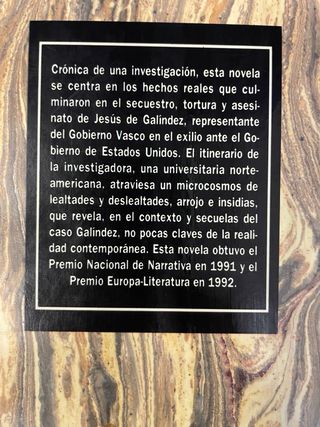 Crónica de una investigación, esta novela
se centra en los hechos reales que cul-
minaron en el secuestro, tortura y asesi-
nato de Jesús de Galíndez, representante
del Gobierno Vasco en el exilio ante el Go-
bierno de Estados Unidos. El itinerario de
la investigadora, una universitaria norte-
americana, atraviesa un microcosmos de
lealtades y deslealtades, arrojo e insidias,
que revela, en el contexto y secuelas del
caso Galíndez, no pocas claves de la reali-
dad contemporánea. Esta novela obtuvo el
Premio Nacional de Narrativa en 1991 y el
Premio Europa-Literatura en 1992.